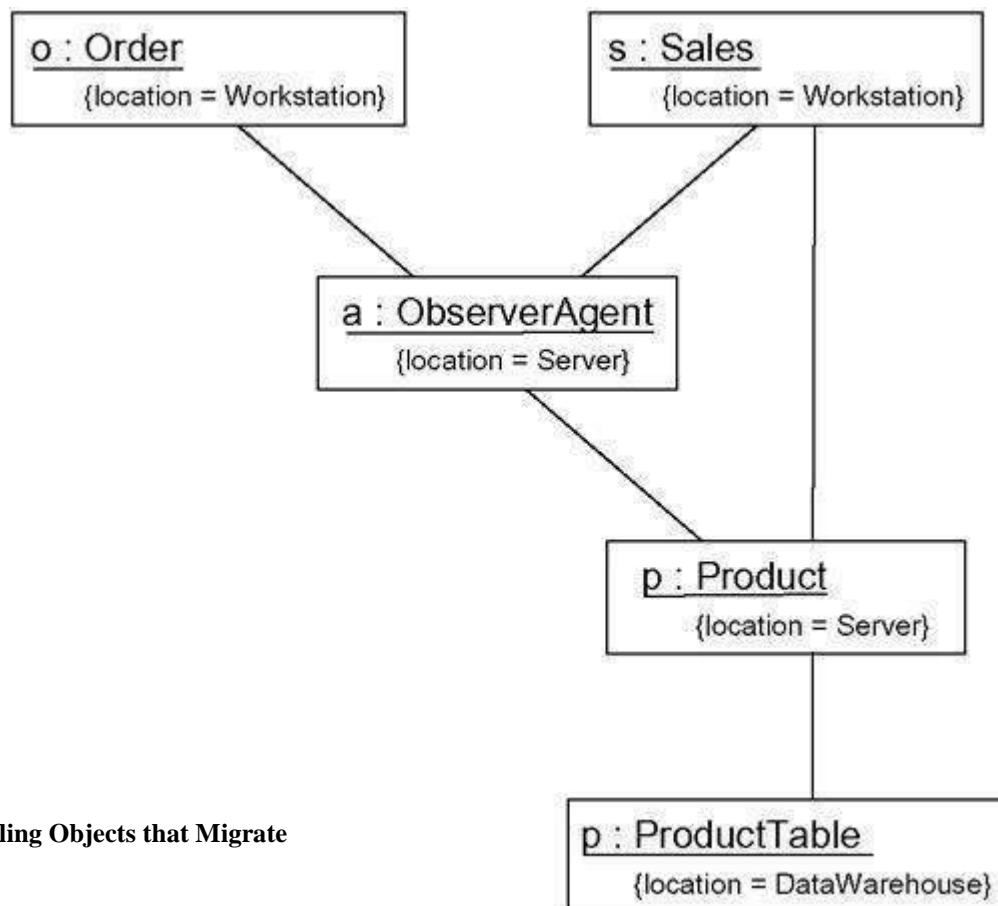 o : Order
{location = Workstation}
s : Sales
{location = Workstation}
a : ObserverAgent
{location = Server}
p : Product
{location = Server}
ling Objects that Migrate
p : ProductTable
{location = DataWarehouse}